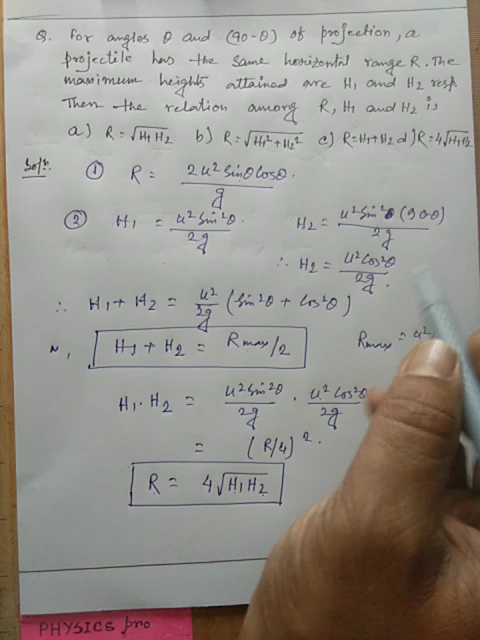 Q. For angles θ and (90-θ) of projection, a
projectile has the same horizontal range R. The
maximum heights attained are H₁ and H₂ resp.
Then the relation among R, H₁ and H₂ is
a) R = √H₁H₂ b) R = √H₁²+H₂² c) R=H₁+H₂ d) R=4√H₁H₂
Solⁿ:
① R = 2u² Sinθ Cosθ. / g
② H₁ = u² Sin²θ / 2g H₂ = u² Sin² (90-θ) / 2g
∴ H₂ = u² Cos²θ / 2g.
∴ H₁ + H₂ = u²/2g (Sin²θ + Cos²θ)
H₁ + H₂ = Rmax/2 Rmax = u²/
H₁ . H₂ = u² Sin²θ / 2g . u² Cos²θ / 2g
= (R/4)².
R = 4√H₁H₂
PHYSICS pro